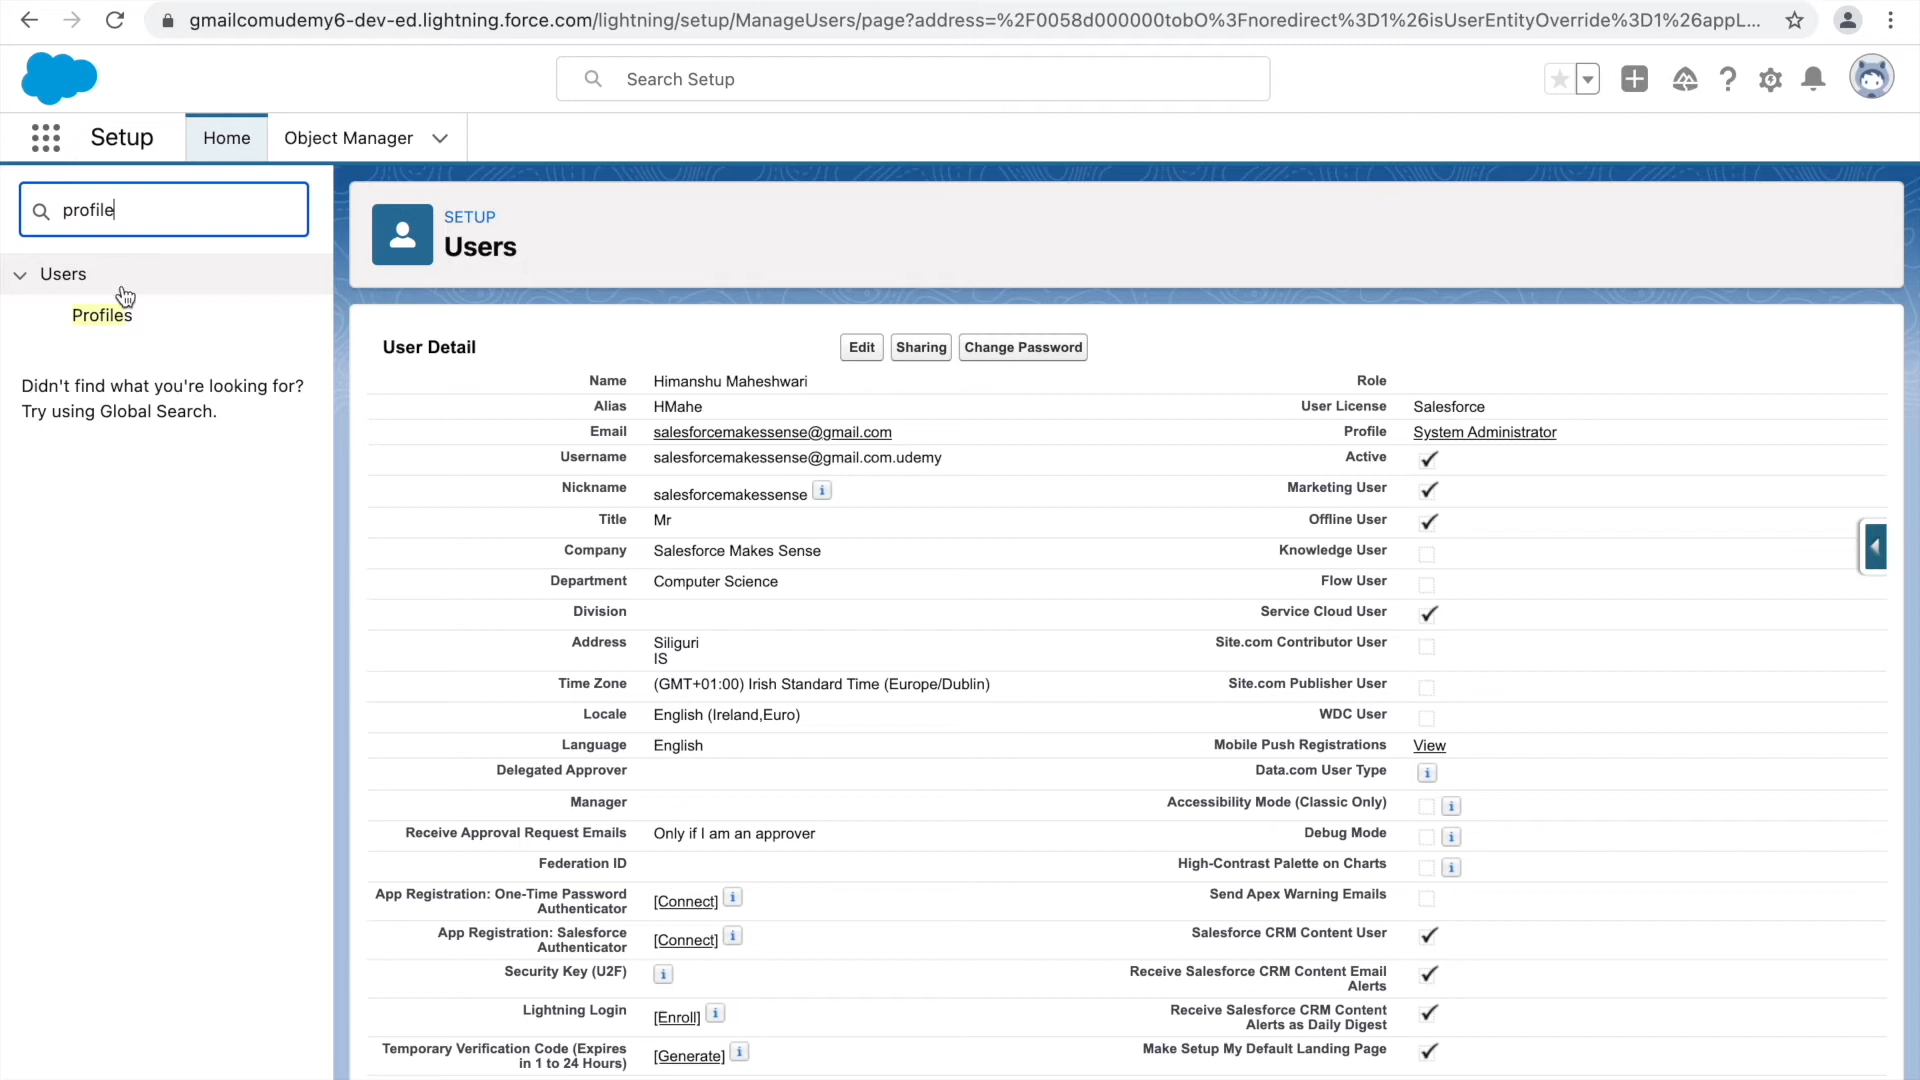 gmailcomudemy6-dev-ed.lightning.force.com/lightning/setup/ManageUsers/page?address=%2F0058d000000tobO%3Fnoredirect%3D1%26isUserEntityOverride%3D1%26appL...
Search Setup
Setup
Home
Object Manager
profile
Users
Profiles
Didn't find what you're looking for?
Try using Global Search.
SETUP
Users
User Detail
Edit
Sharing
Change Password
Name Himanshu Maheshwari
Role
Alias HMahe
User License Salesforce
Email salesforcemakessense@gmail.com
Profile System Administrator
Username salesforcemakessense@gmail.com.udemy
Active
Nickname salesforcemakessense
Marketing User
Title Mr
Offline User
Company Salesforce Makes Sense
Knowledge User
Department Computer Science
Flow User
Division
Service Cloud User
Address Siliguri
IS
Site.com Contributor User
Time Zone (GMT+01:00) Irish Standard Time (Europe/Dublin)
Site.com Publisher User
Locale English (Ireland,Euro)
WDC User
Language English
Mobile Push Registrations View
Delegated Approver
Data.com User Type
Manager
Accessibility Mode (Classic Only)
Receive Approval Request Emails Only if I am an approver
Debug Mode
Federation ID
High-Contrast Palette on Charts
App Registration: One-Time Password
Authenticator
[Connect]
Send Apex Warning Emails
App Registration: Salesforce
Authenticator
[Connect]
Salesforce CRM Content User
Security Key (U2F)
Receive Salesforce CRM Content Email
Alerts
Lightning Login [Enroll]
Receive Salesforce CRM Content
Alerts as Daily Digest
Temporary Verification Code (Expires
in 1 to 24 Hours)
[Generate]
Make Setup My Default Landing Page